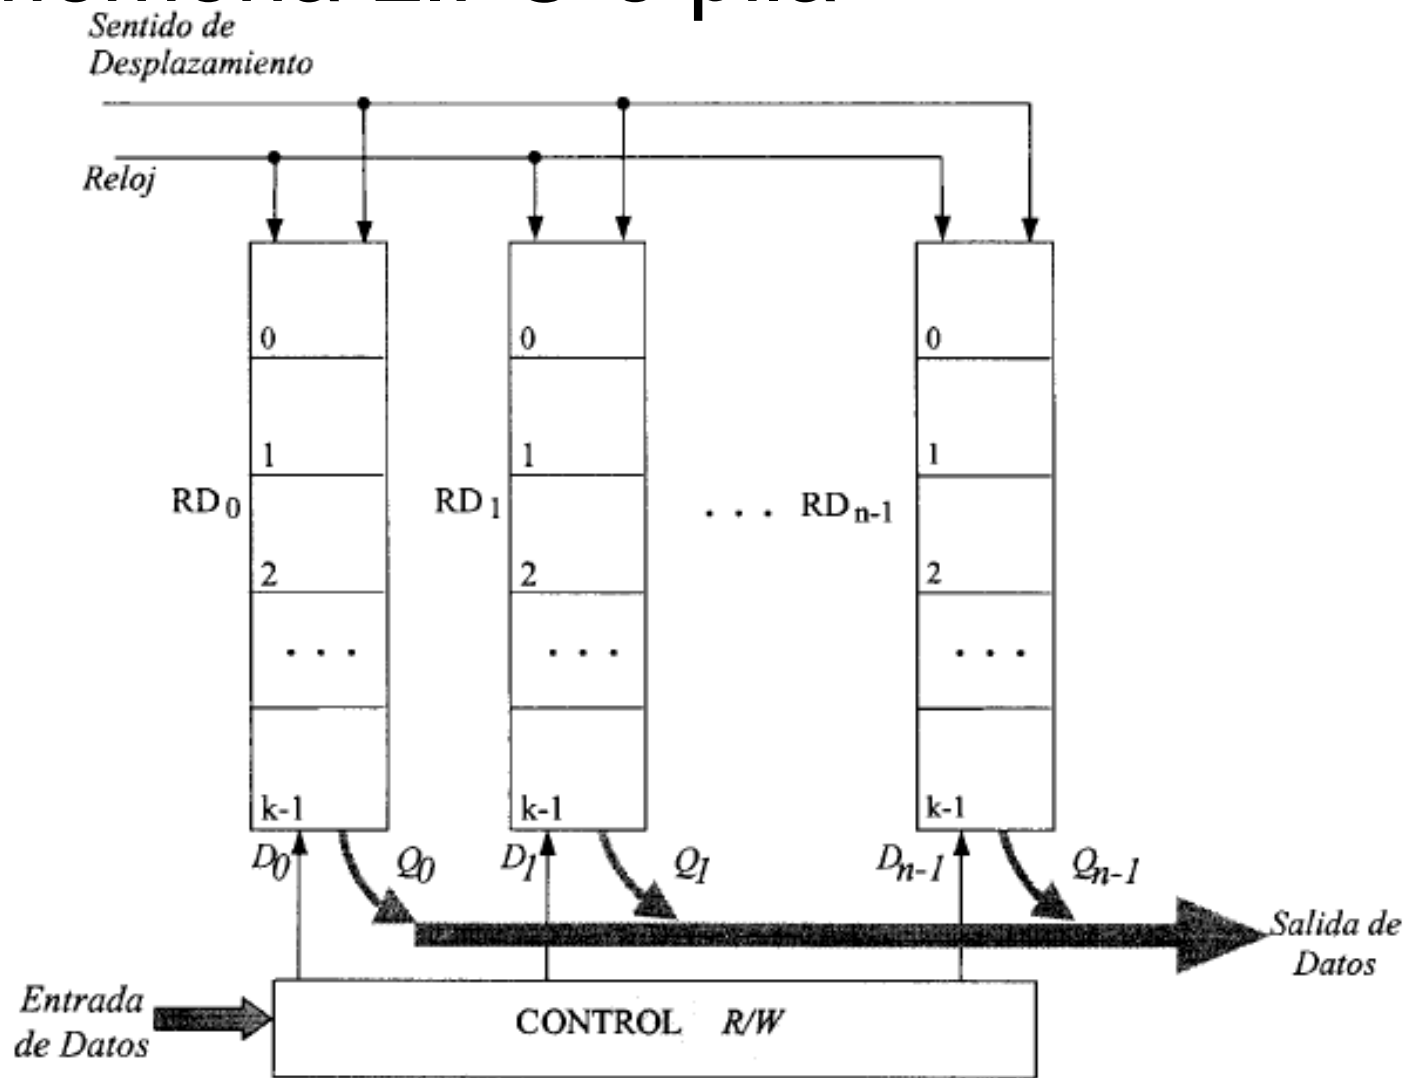 Sentido de
Desplazamiento
Reloj
0
0
0
1
1
1
RD0
RD1
. . .
RDn-1
2
2
2
. . .
. . .
. . .
k-1
k-1
k-1
D0
Q0
D1
Q1
Dn-1
Qn-1
Salida de
Datos
Entrada
de Datos
CONTROL R/W